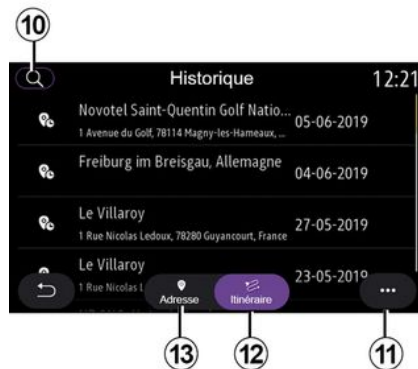 10
Historique 12:21
Novotel Saint-Quentin Golf Natio... 05-06-2019
1 Avenue du Golf, 78114 Magny-les-Hameaux, ...
Freiburg im Breisgau, Allemagne 04-06-2019
Le Villaroy 27-05-2019
1 Rue Nicolas Ledoux, 78280 Guyancourt, France
Le Villaroy 23-05-2019
1 Rue Nicolas L
Adresse Itinéraire ...
13 12 11